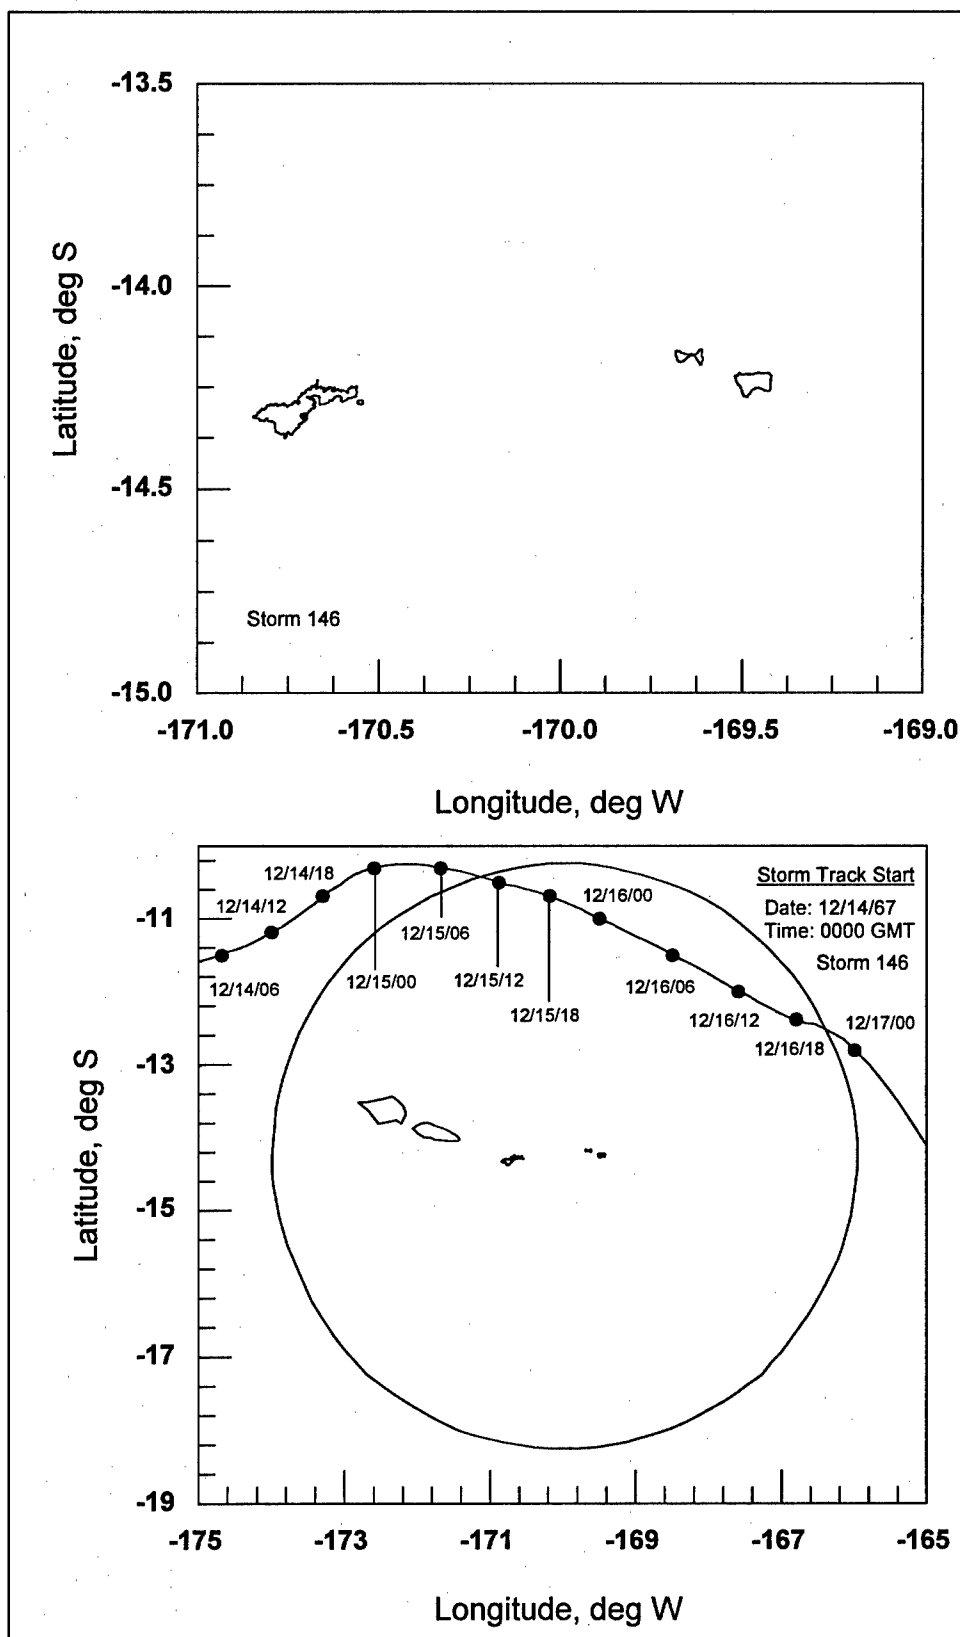 -13.5
-14.0
-14.5
-15.0
Latitude, deg S
Storm 146
-171.0 -170.5 -170.0 -169.5 -169.0
Longitude, deg W
Storm Track Start
Date: 12/14/67
Time: 0000 GMT
Storm 146
12/14/06
12/14/12
12/14/18
12/15/00
12/15/06
12/15/12
12/15/18
12/16/00
12/16/06
12/16/12
12/16/18
12/17/00
-11
-13
-15
-17
-19
Latitude, deg S
-175 -173 -171 -169 -167 -165
Longitude, deg W